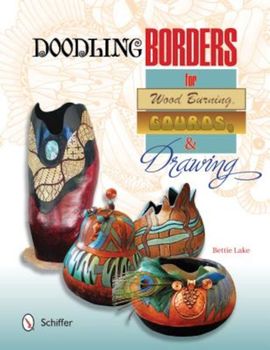 DOODLING BORDERS
for
Wood Burning,
GOURDS,
&
Drawing
Bettie Lake
Schiffer